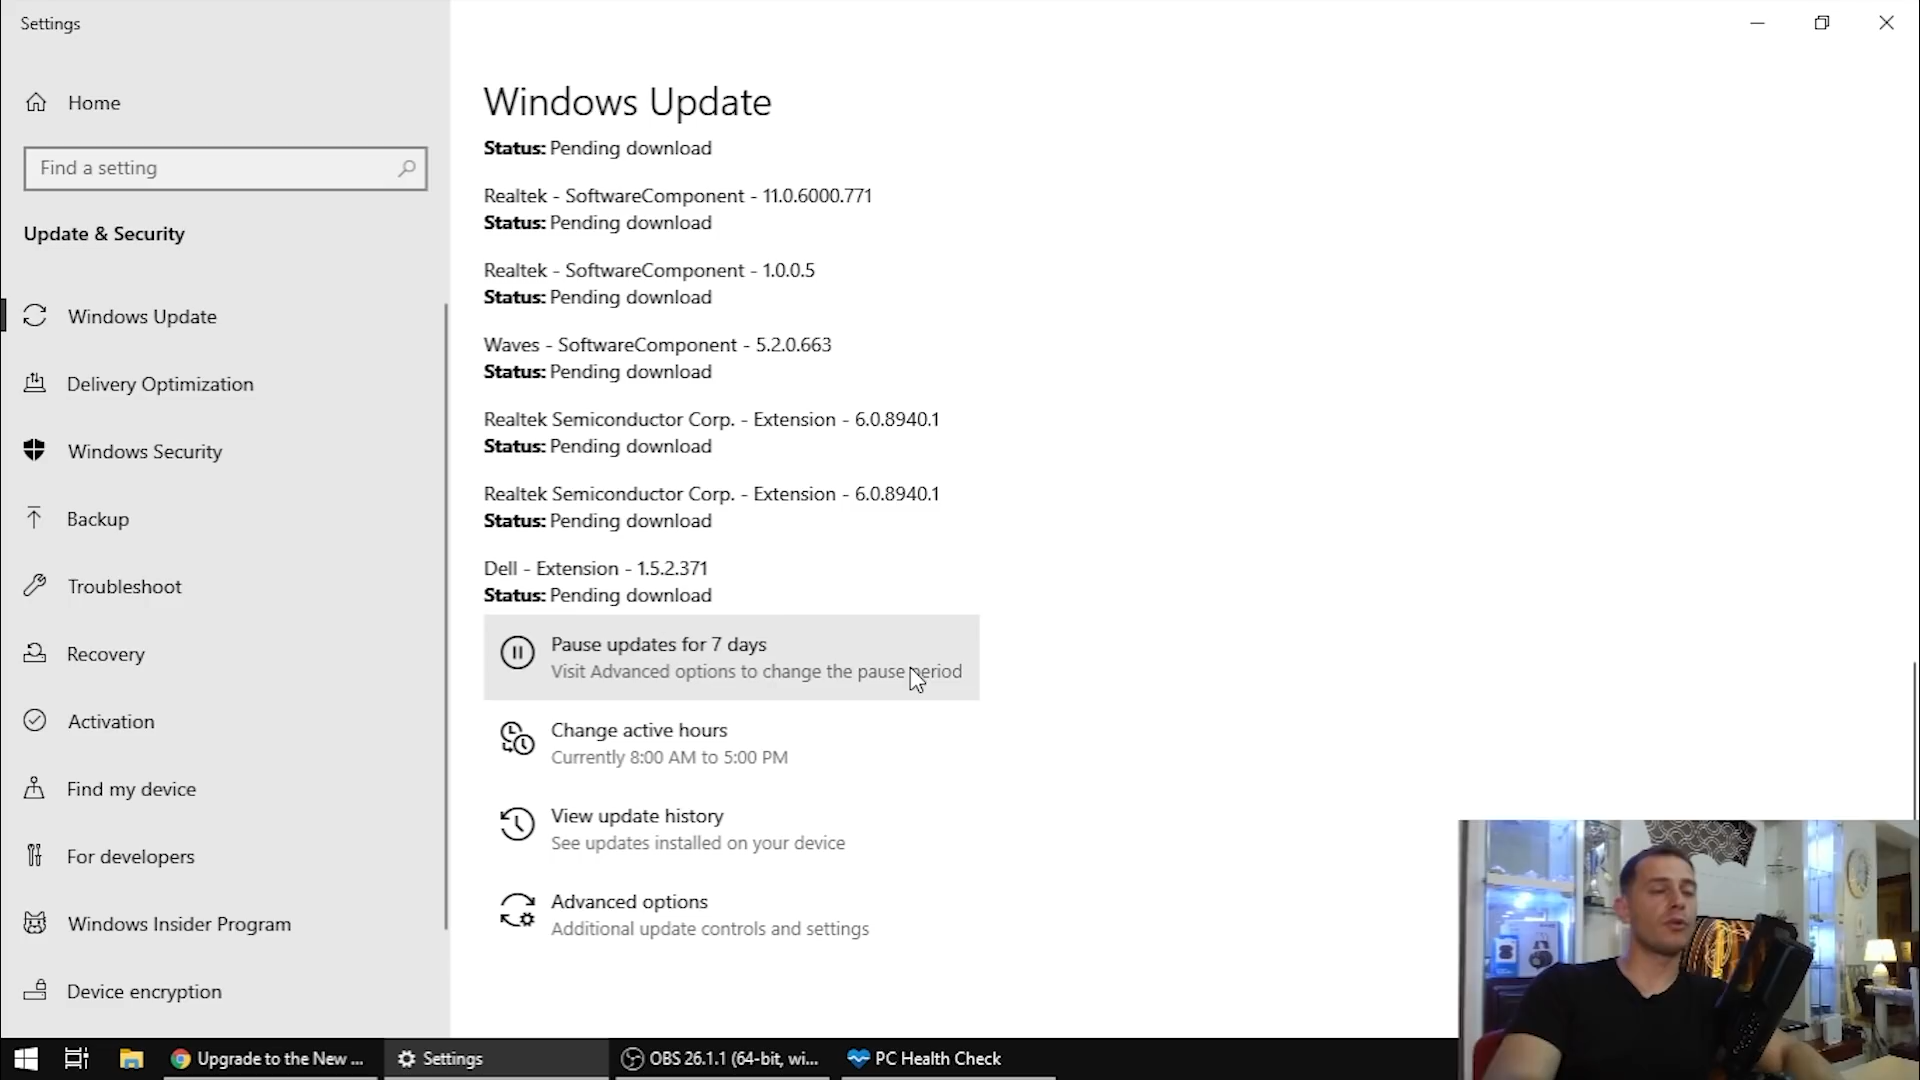 Settings
Home
Find a setting
Update & Security
Windows Update
Delivery Optimization
Windows Security
Backup
Troubleshoot
Recovery
Activation
Find my device
For developers
Windows Insider Program
Device encryption
Windows Update
Status: Pending download
Realtek - SoftwareComponent - 11.0.6000.771
Status: Pending download
Realtek - SoftwareComponent - 1.0.0.5
Status: Pending download
Waves - SoftwareComponent - 5.2.0.663
Status: Pending download
Realtek Semiconductor Corp. - Extension - 6.0.8940.1
Status: Pending download
Realtek Semiconductor Corp. - Extension - 6.0.8940.1
Status: Pending download
Dell - Extension - 1.5.2.371
Status: Pending download
Pause updates for 7 days
Visit Advanced options to change the pause period
Change active hours
Currently 8:00 AM to 5:00 PM
View update history
See updates installed on your device
Advanced options
Additional update controls and settings
Upgrade to the New ...
Settings
OBS 26.1.1 (64-bit, wi...
PC Health Check